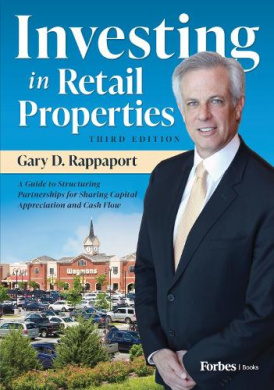 Investing
in Retail
Properties
THIRD EDITION
Gary D. Rappaport
A Guide to Structuring
Partnerships for Sharing Capital
Appreciation and Cash Flow
Wegmans
Forbes | Books